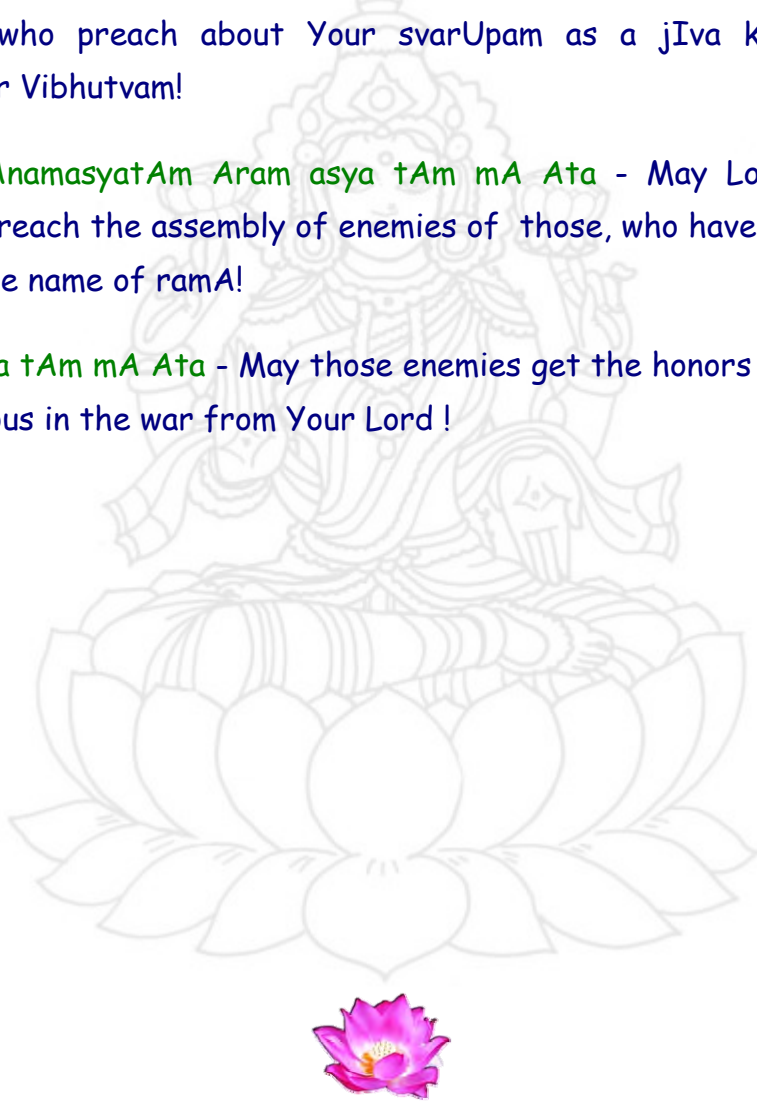 who preach about Your svarUpam as a jIva k
r Vibhutvam!
AnamasyatAm Aram asya tAm mA Ata - May Lo
reach the assembly of enemies of those, who have
e name of ramA!
a tAm mA Ata - May those enemies get the honors
ous in the war from Your Lord !